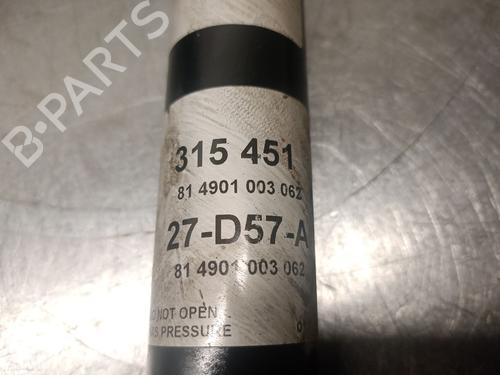 B-PARTS
315 451
81 4901 003 062
27-D57-A
81 4901 003 062
NOT OPEN
PRESSURE